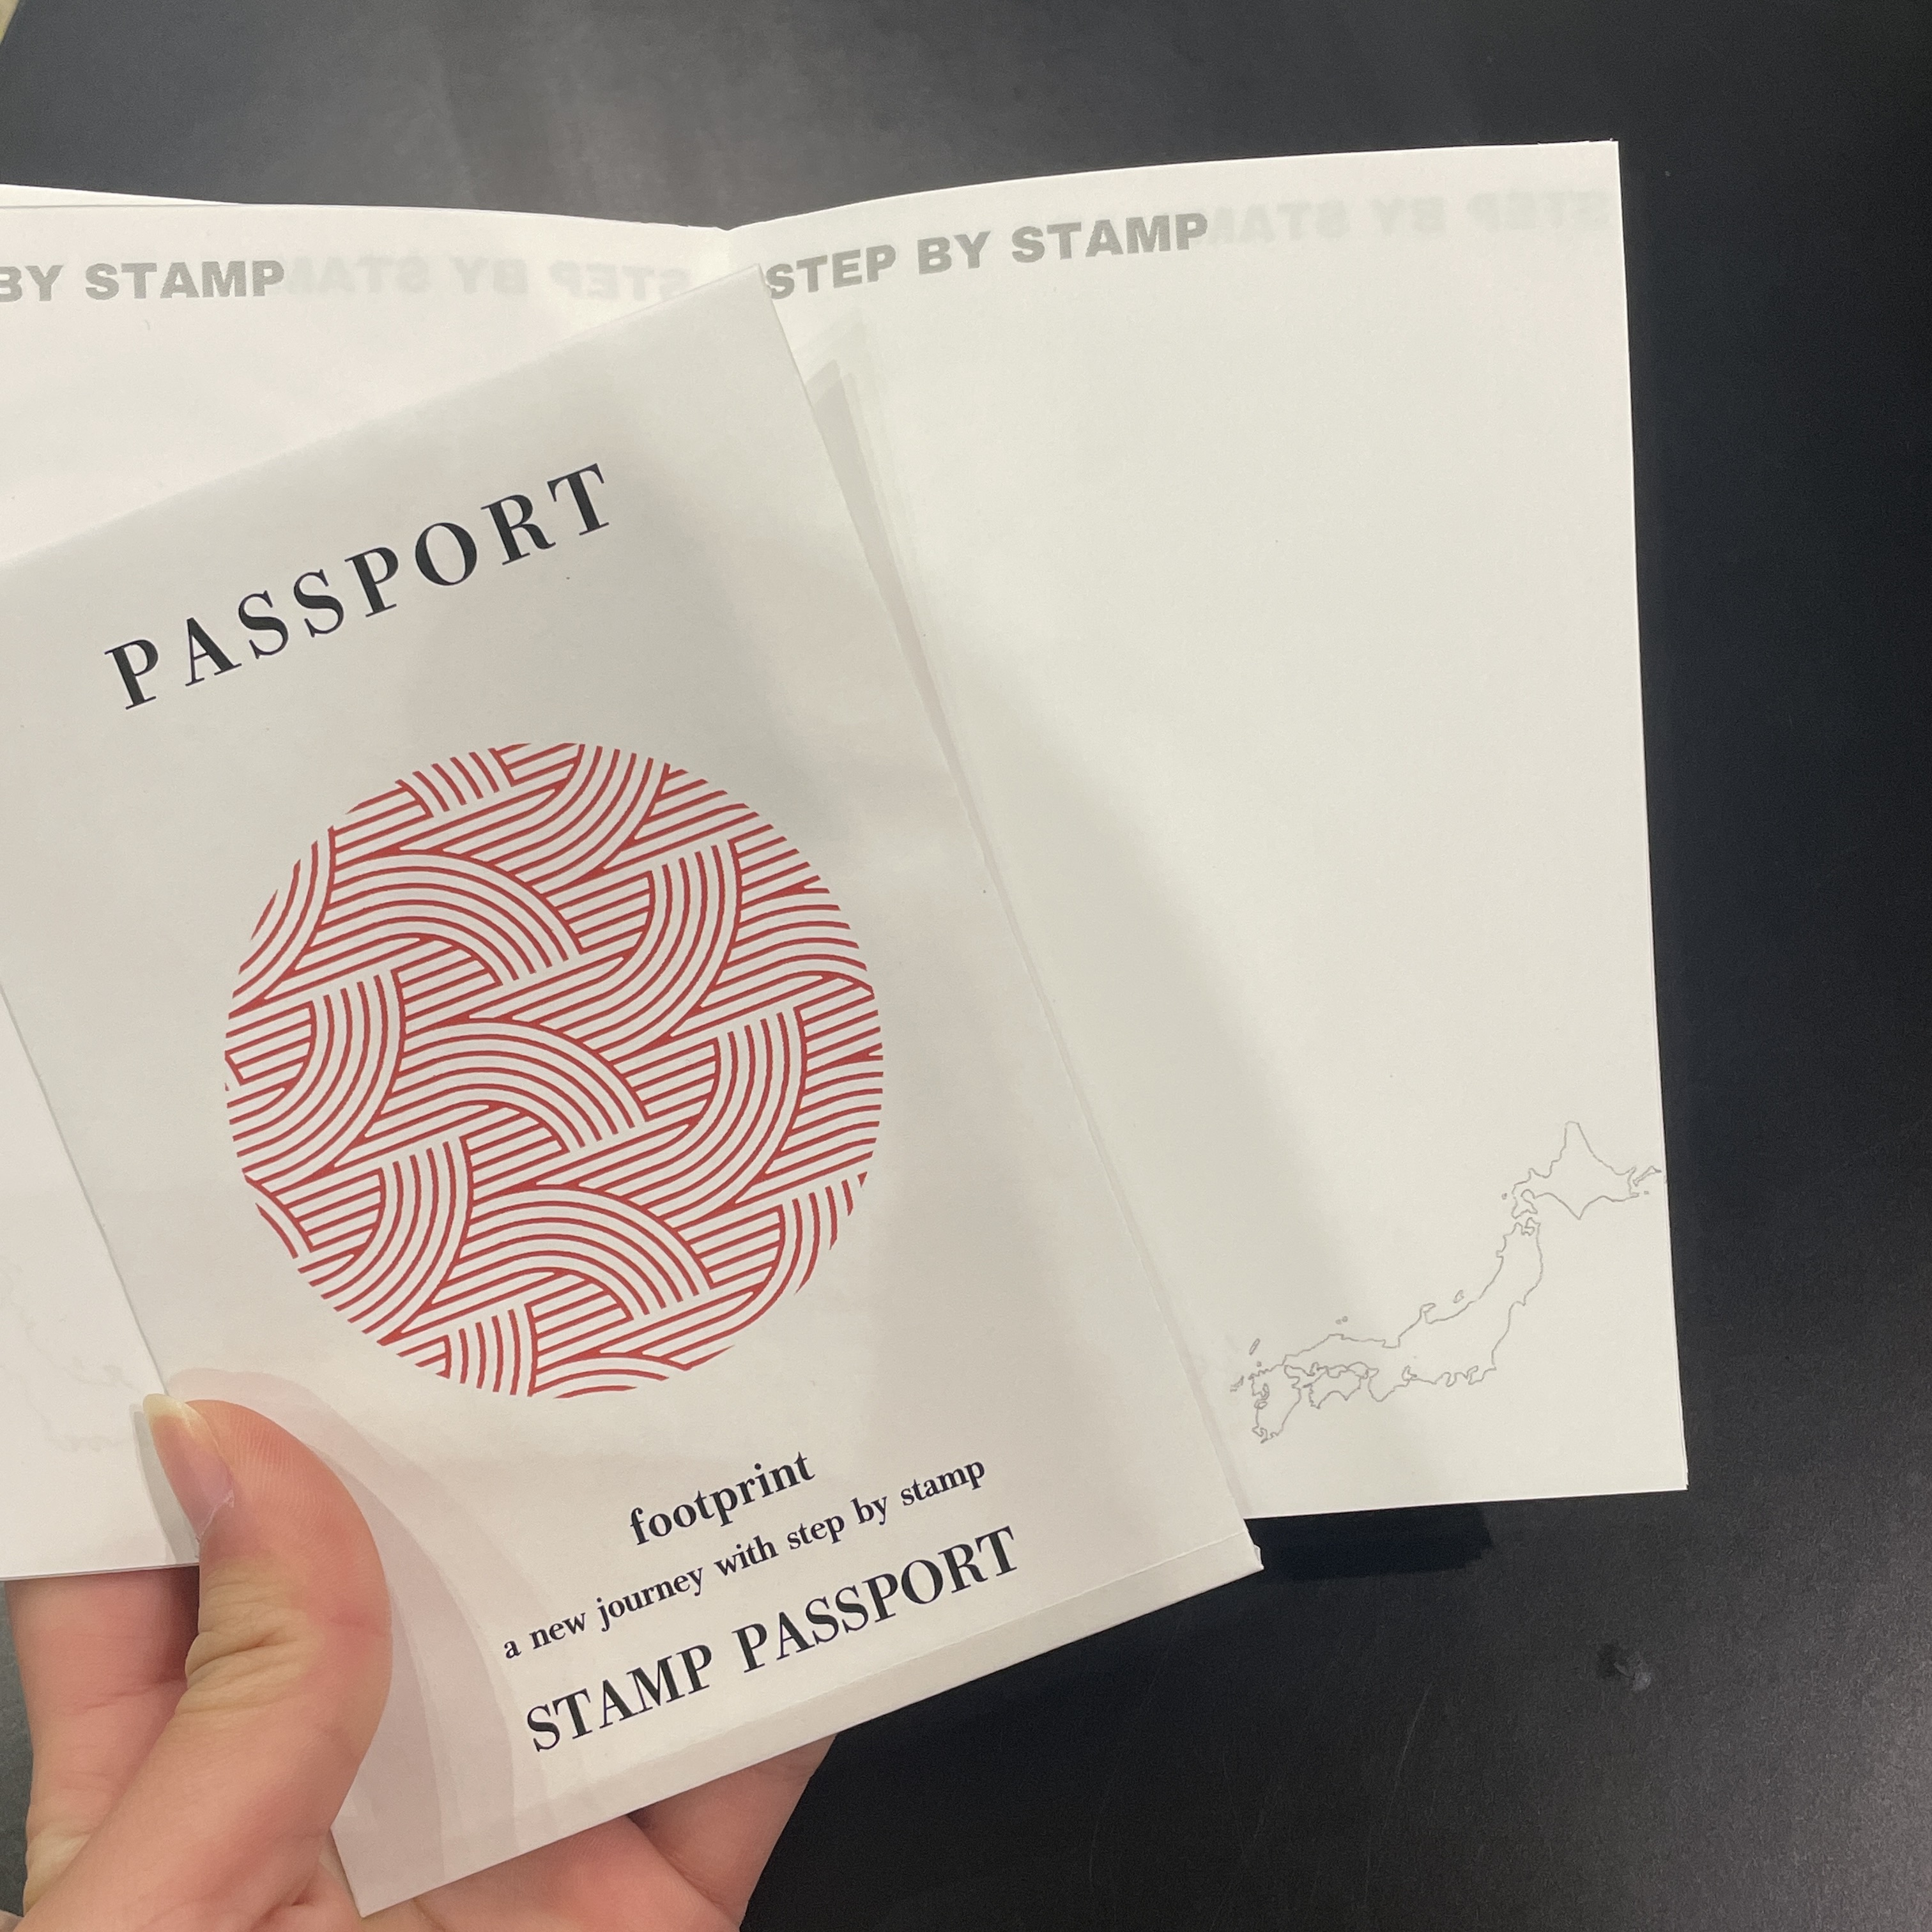 BY STAMP
STEP BY STAMP
PASSPORT
footprint
a new journey with step by stamp
STAMP PASSPORT